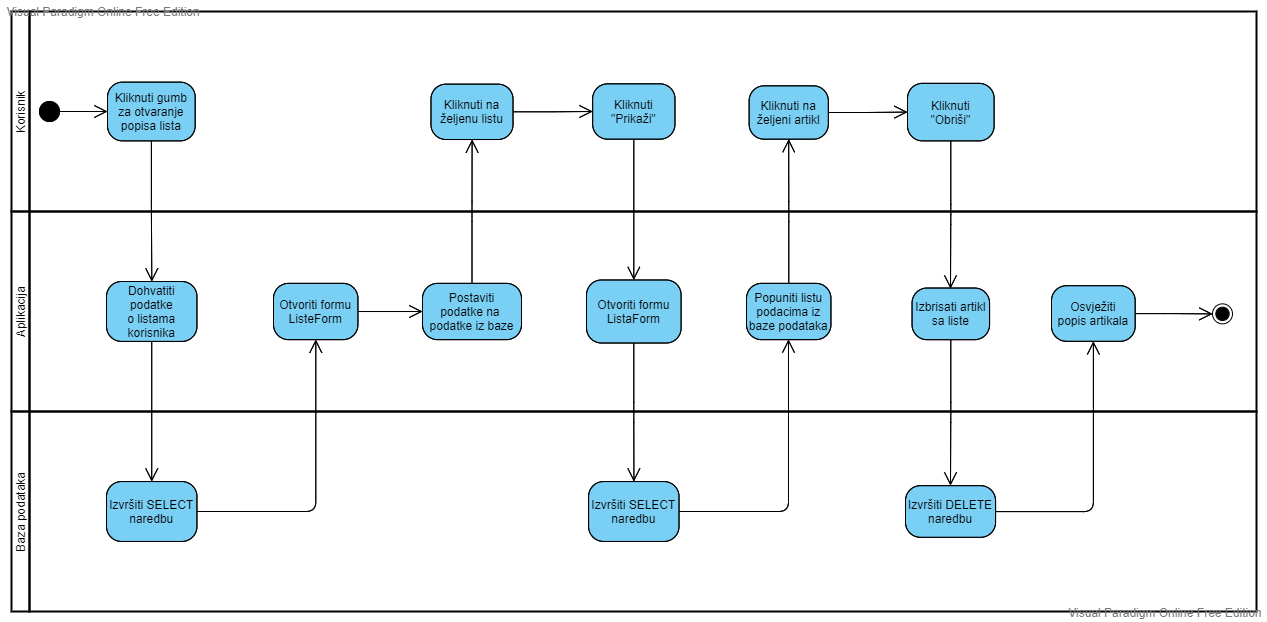 Visual Paradigm Online Free Edition
Korisnik
Kliknuti gumb
za otvaranje
popisa lista
Kliknuti na
željenu listu
Kliknuti
"Prikaži"
Kliknuti na
željeni artikl
Kliknuti
"Obriši"
Aplikacija
Dohvatiti
podatke
o listama
korisnika
Otvoriti formu
ListeForm
Postaviti
podatke na
podatke iz baze
Otvoriti formu
ListaForm
Popuniti listu
podacima iz
baze podataka
Izbrisati artikl
sa liste
Osvježiti
popis artikala
Baza podataka
Izvršiti SELECT
naredbu
Izvršiti SELECT
naredbu
Izvršiti DELETE
naredbu
Visual Paradigm Online Free Edition